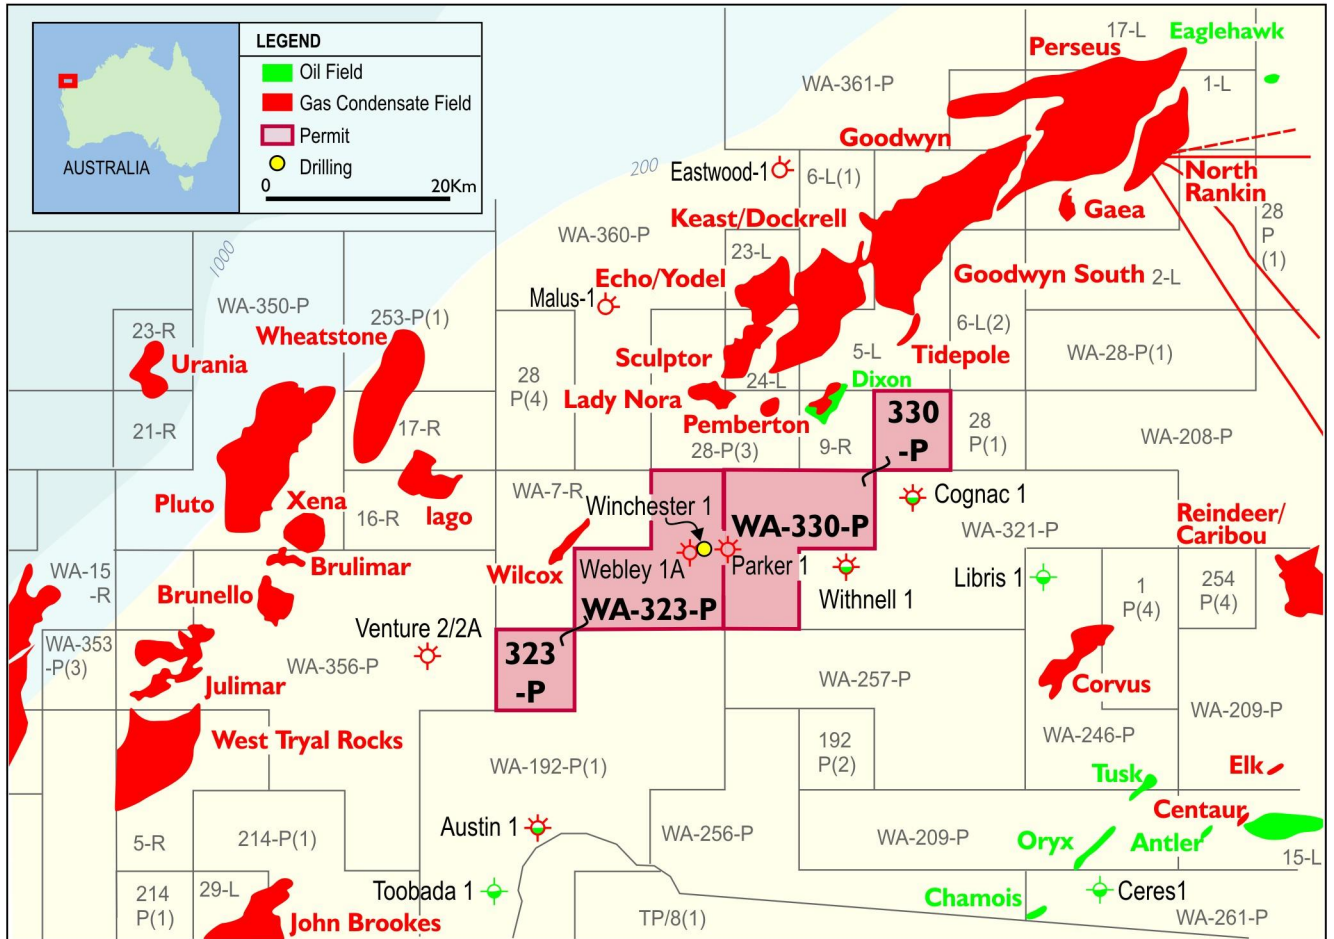 LEGEND
Oil Field
Gas Condensate Field
Permit
Drilling
0 20Km
AUSTRALIA
17-L
Eaglehawk
Perseus
WA-361-P
1-L
Goodwyn
200
Eastwood-1
6-L(1)
North
Rankin
Gaea
28
P
(1)
Keast/Dockrell
WA-360-P
23-L
1000
Echo/Yodel
Goodwyn South
2-L
Malus-1
WA-350-P
253-P(1)
23-R
Wheatstone
6-L(2)
Urania
Sculptor
5-L
Tidepole
WA-28-P(1)
28
P(4)
24-L
Dixon
Lady Nora
Pemberton
330
-P
28
P(1)
21-R
17-R
28-P(3)
9-R
WA-208-P
Pluto
Xena
Iago
16-R
WA-7-R
Winchester 1
WA-330-P
Cognac 1
WA-321-P
Reindeer/
Caribou
Brulimar
Wilcox
Webley 1A
Parker 1
Withnell 1
Libris 1
WA-15
-R
Brunello
1
P(4)
254
P(4)
WA-323-P
Venture 2/2A
WA-353
-P(3)
WA-356-P
323
-P
Julimar
WA-257-P
Corvus
WA-209-P
West Tryal Rocks
WA-246-P
192
P(2)
WA-192-P(1)
Tusk
Elk
Centaur
Austin 1
WA-256-P
WA-209-P
Oryx
Antler
5-R
214-P(1)
15-L
Toobada 1
214
P(1)
29-L
Chamois
Ceres1
John Brookes
TP/8(1)
WA-261-P